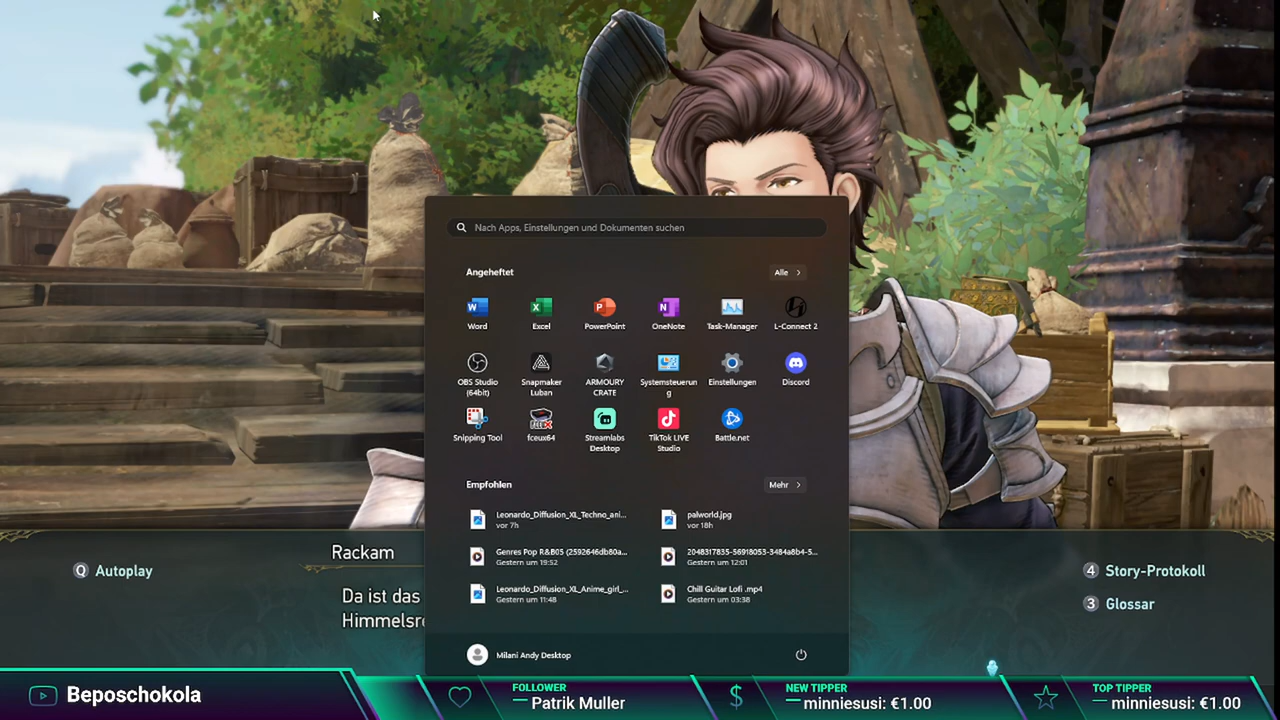 Nach Apps, Einstellungen und Dokumenten suchen
Angeheftet
Alle
Word
Excel
PowerPoint
OneNote
Task-Manager
L-Connect 2
OBS Studio
(64bit)
Snapmaker
Luban
ARMOURY
CRATE
Systemsteuerun
g
Einstellungen
Discord
Snipping Tool
fceux64
Streamlabs
Desktop
TikTok LIVE
Studio
Battle.net
Empfohlen
Mehr
Leonardo_Diffusion_XL_Techno_ani...
vor 7h
palworld.jpg
vor 18h
Genres Pop R&B05 (2592646db80a...
Gestern um 19:52
2048317835-56918053-3484a8b4-5...
Gestern um 12:01
Leonardo_Diffusion_XL_Anime_girl_...
Gestern um 11:48
Chill Guitar Lofi .mp4
Gestern um 03:38
Milani Andy Desktop
Rackam
Q Autoplay
Da ist das
Himmelsr
4 Story-Protokoll
3 Glossar
Beposchokola
FOLLOWER
Patrik Muller
NEW TIPPER
minniesusi: €1.00
TOP TIPPER
minniesusi: €1.00